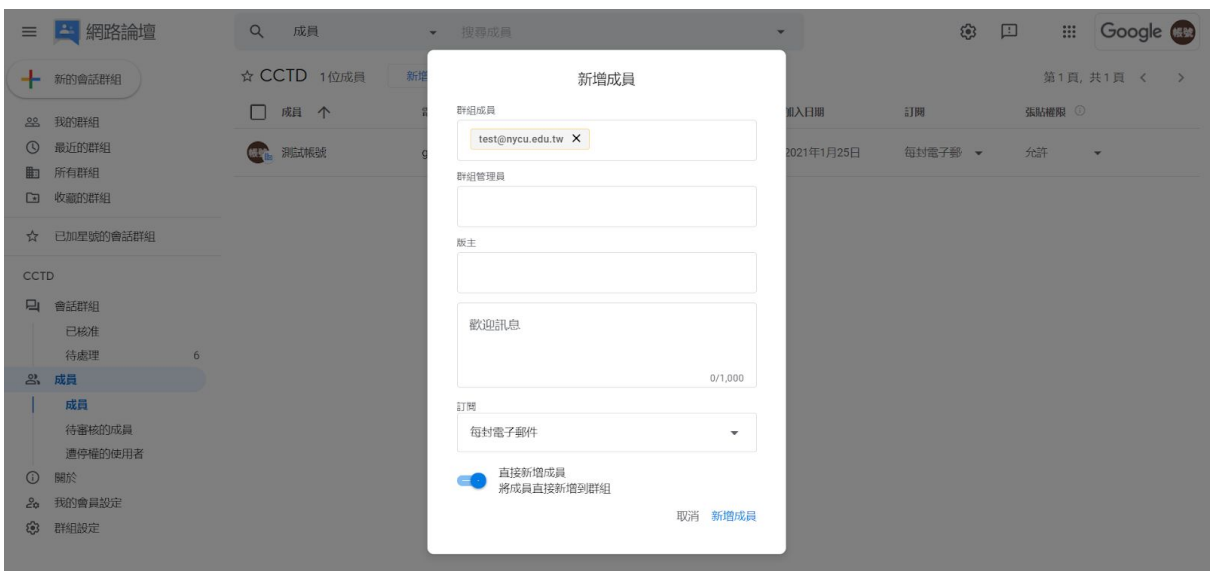 網路論壇
成員
搜尋成員
Google 帳號
新的會話群組
CCTD 1位成員
新增成員
第1頁, 共1頁
成員
群組成員
加入日期
訂閱
張貼權限
我的群組
最近的群組
test@nycu.edu.tw
測試帳號
2021年1月25日
每封電子郵
允許
所有群組
群組管理員
收藏的群組
已加星號的會話群組
版主
CCTD
會話群組
歡迎訊息
已核准
待處理 6
0/1,000
成員
成員
訂閱
待審核的成員
每封電子郵件
遭停權的使用者
關於
直接新增成員
將成員直接新增到群組
我的會員設定
群組設定
取消 新增成員